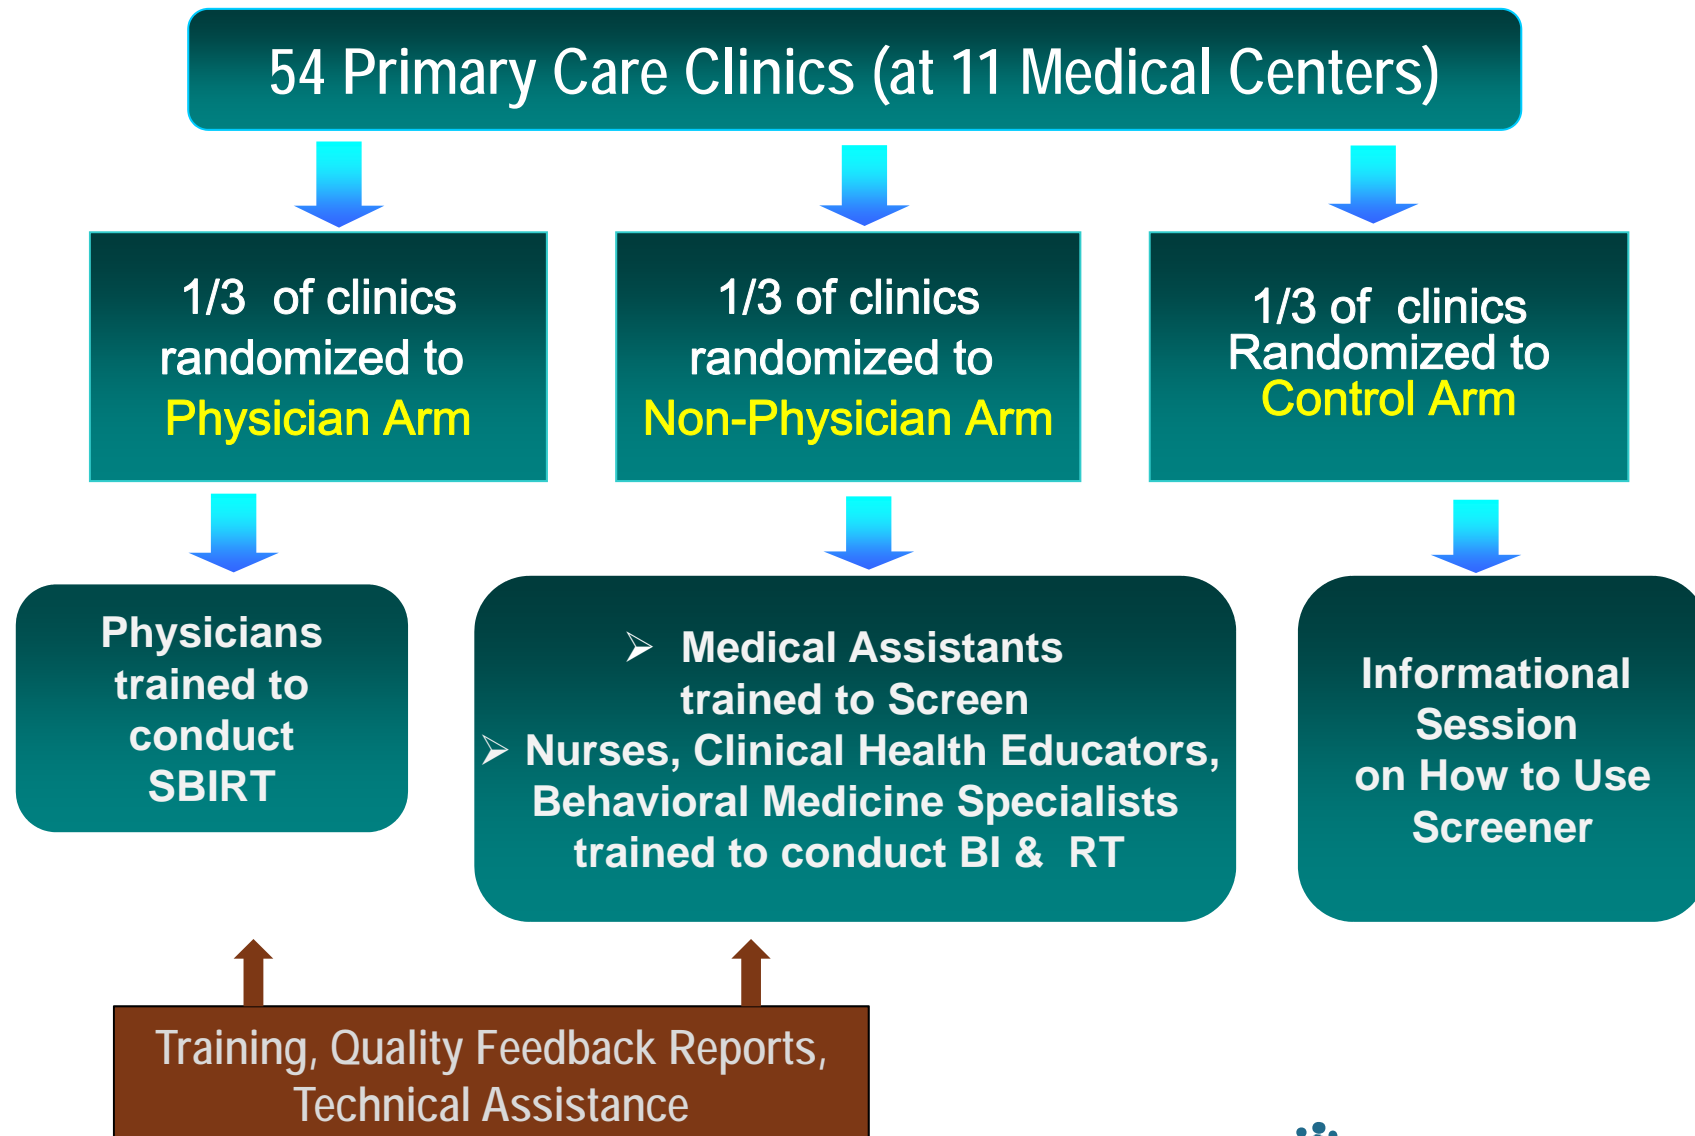 54 Primary Care Clinics (at 11 Medical Centers)
1/3 of clinics
randomized to
Physician Arm
1/3 of clinics
randomized to
Non-Physician Arm
1/3 of clinics
Randomized to
Control Arm
Physicians
trained to
conduct
SBIRT
➢ Medical Assistants
trained to Screen
➢ Nurses, Clinical Health Educators,
Behavioral Medicine Specialists
trained to conduct BI & RT
Informational
Session
on How to Use
Screener
Training, Quality Feedback Reports,
Technical Assistance